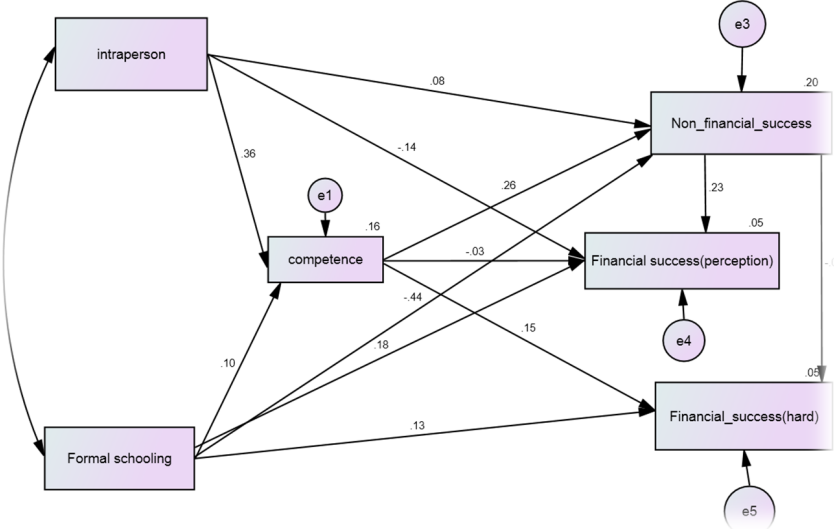 e3
intraperson
.08
.20
Non_financial_success
-.14
.36
.26
.23
e1
.16
.05
competence
-.03
Financial success(perception)
-.44
.15
e4
.18
.10
.05
Financial_success(hard)
.13
Formal schooling
e5